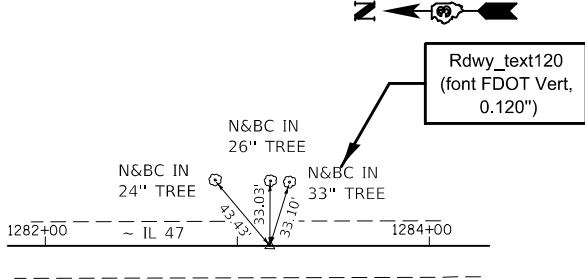 N
Rdwy_text120
(font FDOT Vert,
0.120")
N&BC IN
26" TREE
N&BC IN
24" TREE
N&BC IN
33" TREE
43.43'
33.03'
33.10'
1282+00
~ IL 47
1284+00